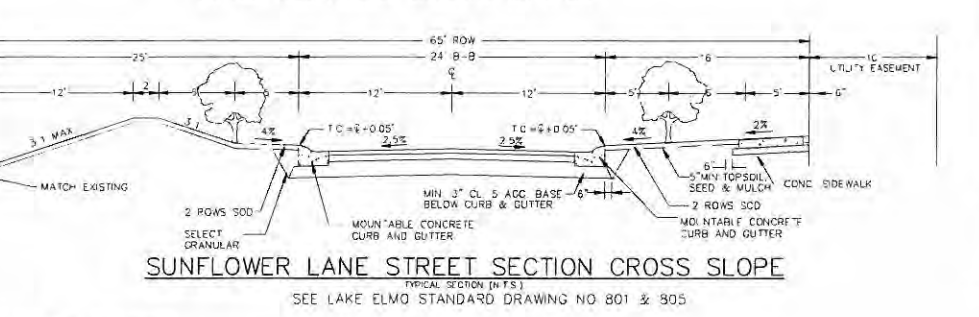 65' ROW
25' 24' B-B 16
℄ 10
UTILITY EASEMENT
12' 2 6 12' 12' 5' 5' 6"
3:1 MAX 3:1 4% TC=℄+0.05' 2.5% 2.5% TC=℄+0.05' 4% 2%
MATCH EXISTING
2 ROWS SOD
SELECT
GRANULAR
MOUNTABLE CONCRETE
CURB AND GUTTER
MIN 3" CL 5 AGG BASE
BELOW CURB & GUTTER
6"
6"
5" MIN TOPSOIL,
SEED & MULCH
CONC SIDEWALK
2 ROWS SOD
MOUNTABLE CONCRETE
CURB AND GUTTER
SUNFLOWER LANE STREET SECTION CROSS SLOPE
TYPICAL SECTION (N.T.S.)
SEE LAKE ELMO STANDARD DRAWING NO 801 & 805